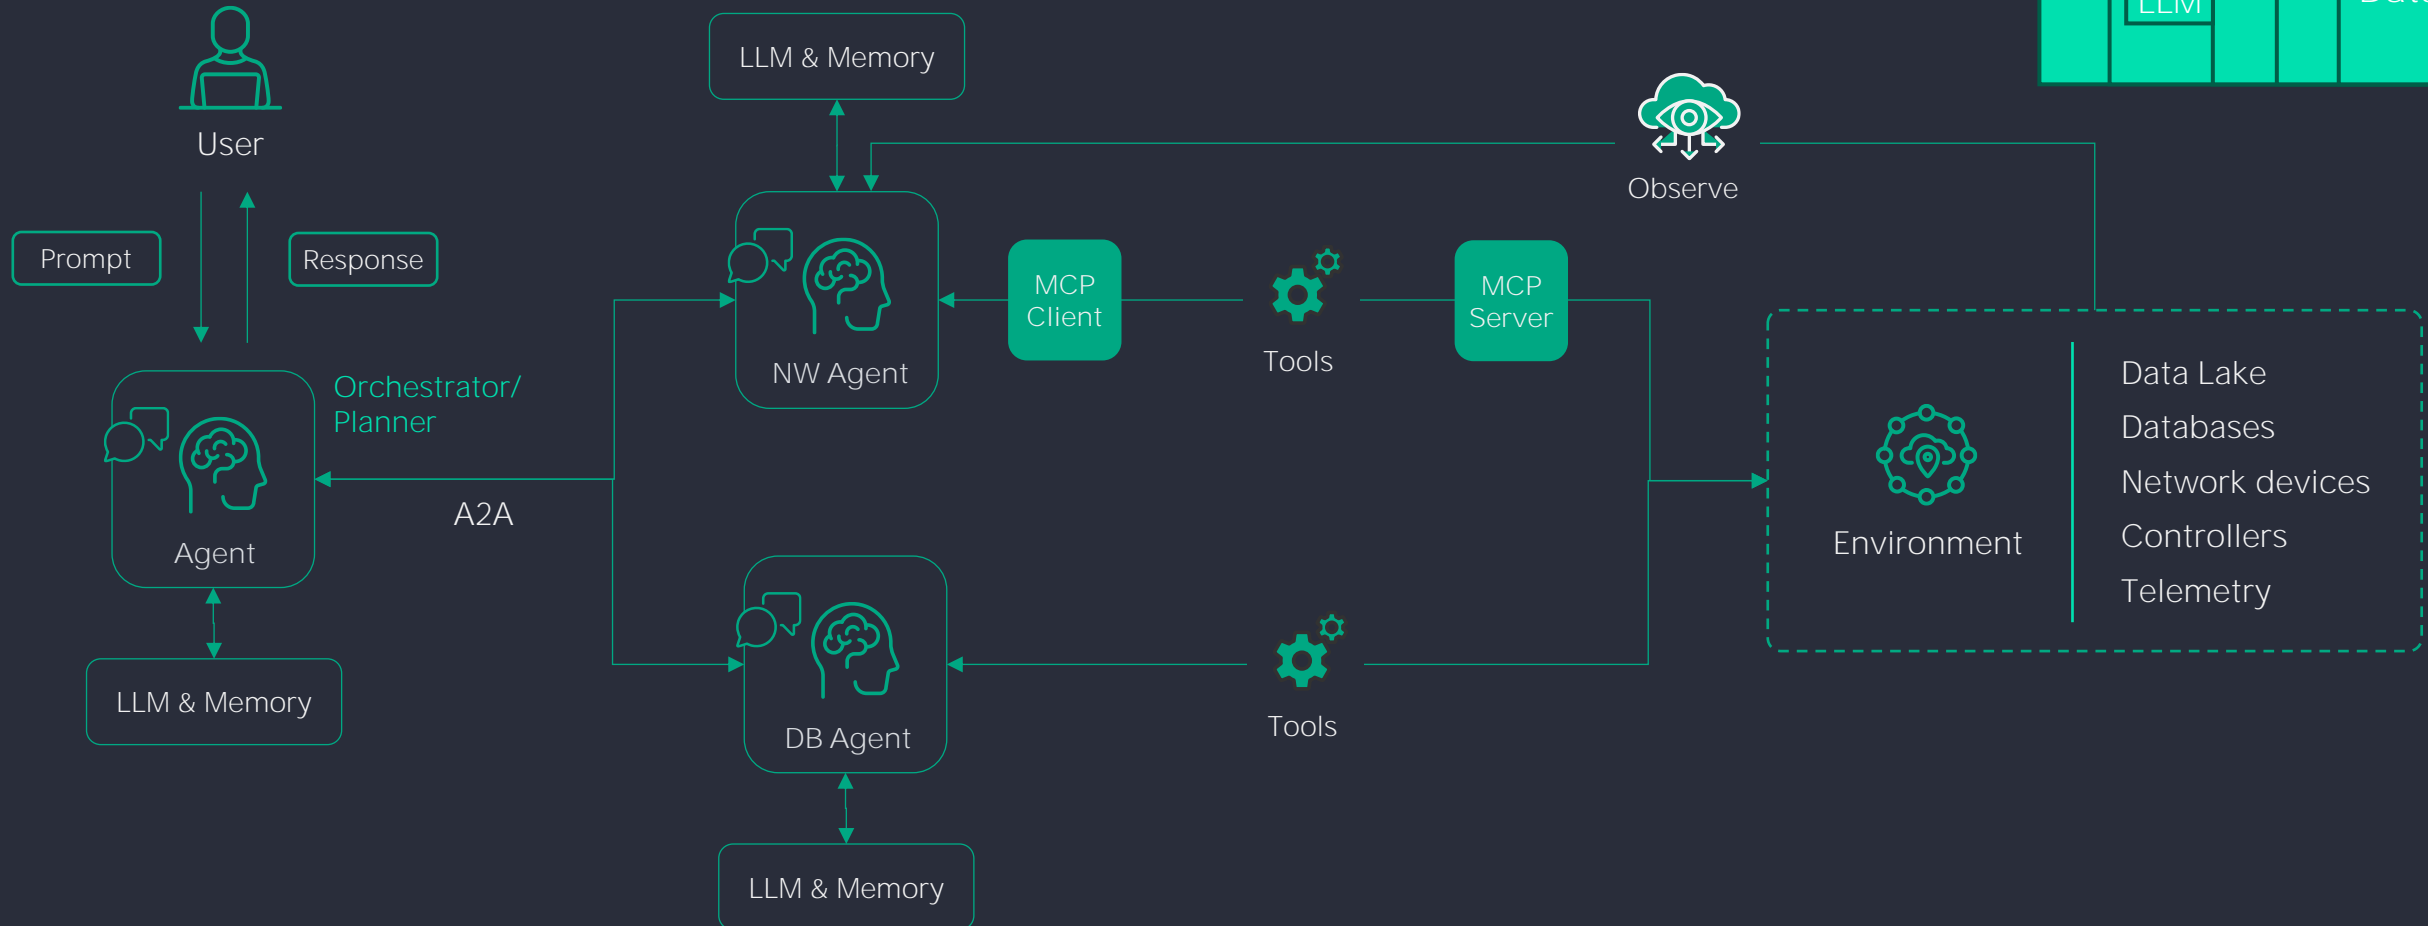 LLM
User
Prompt
Response
Orchestrator/
Planner
Agent
A2A
LLM & Memory
LLM & Memory
NW Agent
MCP
Client
Tools
MCP
Server
Observe
DB Agent
Tools
LLM & Memory
Environment
Data Lake
Databases
Network devices
Controllers
Telemetry